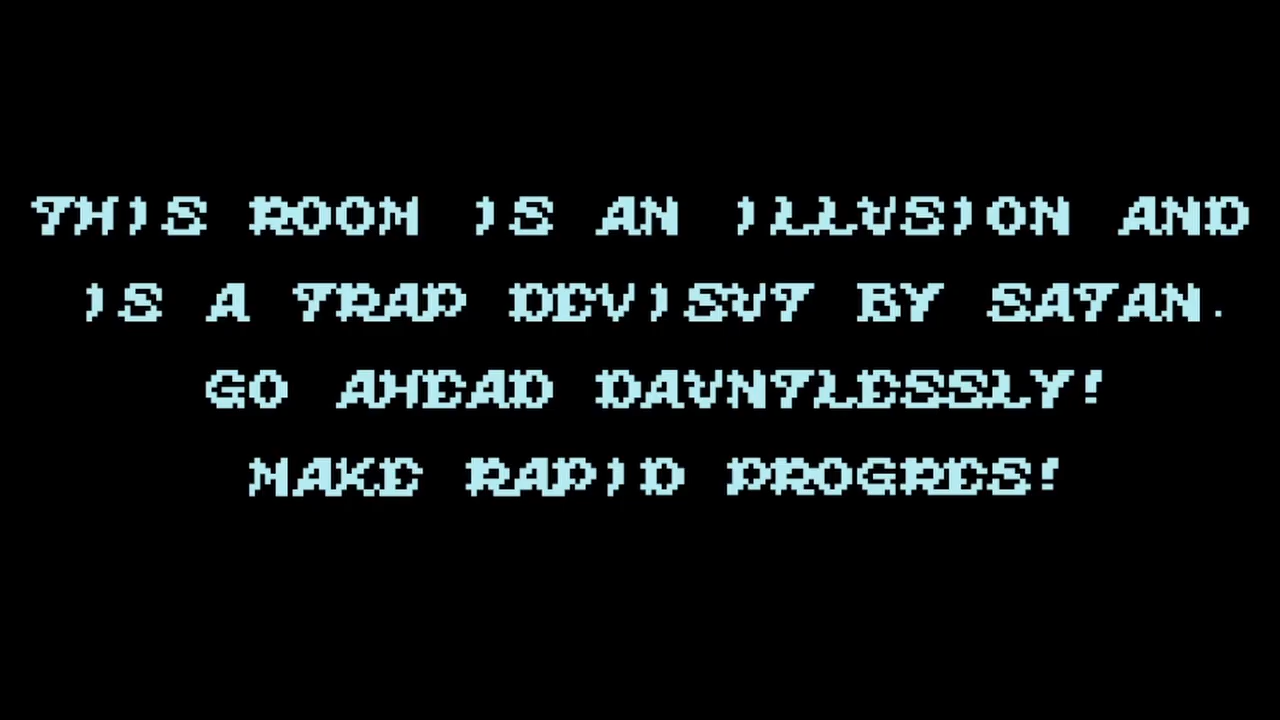 THIS ROOM IS AN ILLUSION AND
IS A TRAP DEVISUT BY SATAN.
GO AHEAD DAUNTLESSLY!
MAKE RAPID PROGRES!